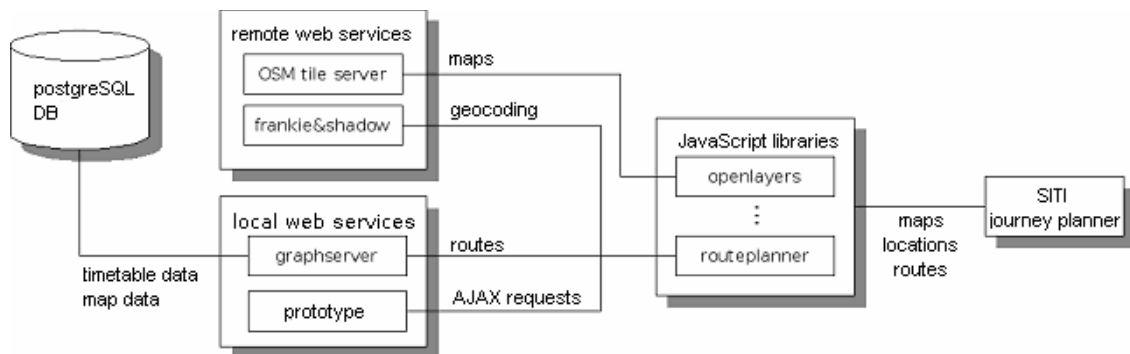 postgreSQL
DB
timetable data
map data
remote web services
OSM tile server
frankie&shadow
local web services
graphserver
prototype
maps
geocoding
routes
AJAX requests
JavaScript libraries
openlayers
routeplanner
maps
locations
routes
SITI
journey planner